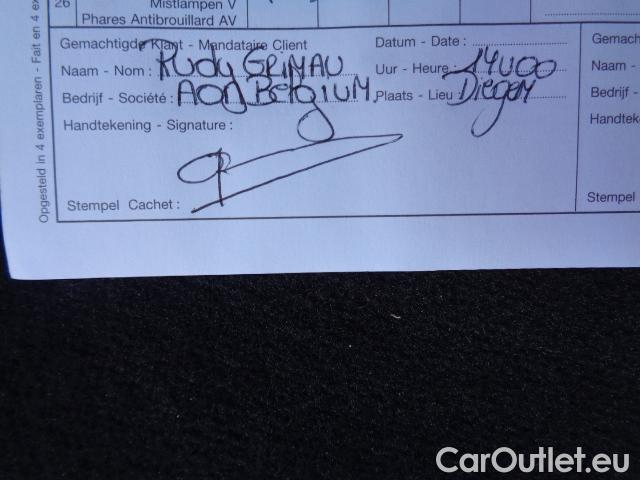 26 Mistlampen V
Phares Antibrouillard AV
Opgesteld in 4 exemplaren - Fait en 4 ex
Gemachtigde Klant - Mandataire Client
Datum - Date :
Naam - Nom : Rudy GRIMAU
Uur - Heure : 14u00
Bedrijf - Société : AON BElgiUM
Plaats - Lieu : DIEgEM
Handtekening - Signature :
Stempel Cachet :
Gemach
Naam -
Bedrijf -
Handtek
Stempel
CarOutlet.eu